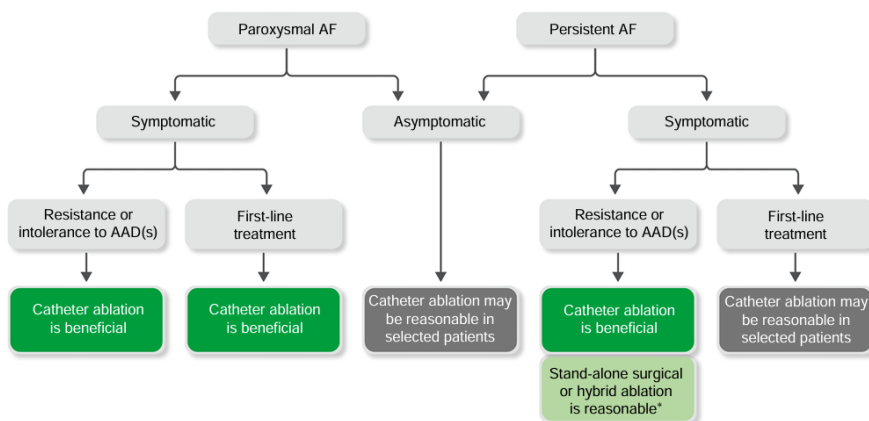 Paroxysmal AF
Persistent AF
Symptomatic
Asymptomatic
Symptomatic
Resistance or
intolerance to AAD(s)
First-line
treatment
Resistance or
intolerance to AAD(s)
First-line
treatment
Catheter ablation
is beneficial
Catheter ablation
is beneficial
Catheter ablation may
be reasonable in
selected patients
Catheter ablation
is beneficial
Catheter ablation may
be reasonable in
selected patients
Stand-alone surgical
or hybrid ablation
is reasonable*